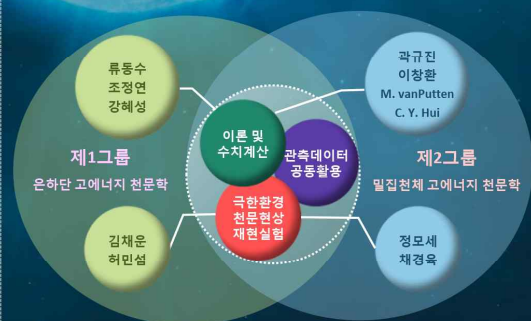 류동수
조정연
강혜성
곽규진
이창환
M. vanPutten
C. Y. Hui
이론 및
수치계산
관측데이터
공동활용
제1그룹
은하단 고에너지 천문학
제2그룹
밀집천체 고에너지 천문학
극한환경
천문현상
재현실험
김채운
허민섭
정모세
채경욱